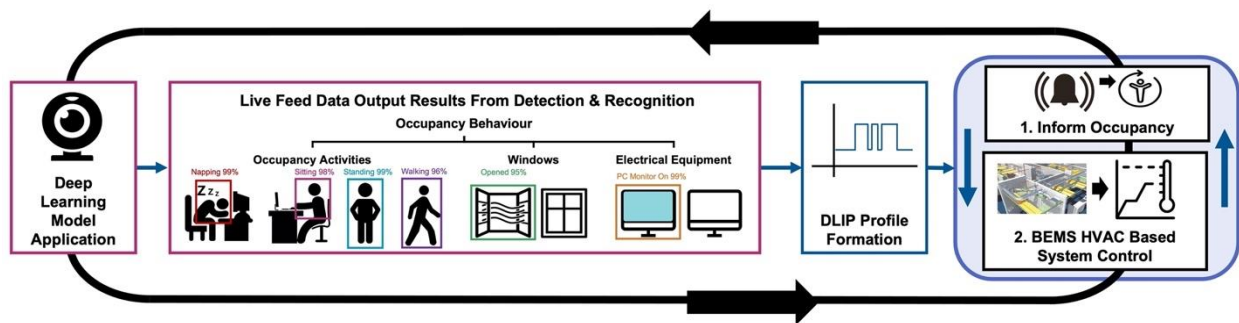 Deep
Learning
Model
Application
Live Feed Data Output Results From Detection & Recognition
Occupancy Behaviour
Occupancy Activities
Windows
Electrical Equipment
Napping 99%
Sitting 98%
Standing 99%
Walking 96%
Opened 95%
PC Monitor On 99%
Z Z Z
DLIP Profile
Formation
1. Inform Occupancy
2. BEMS HVAC Based
System Control